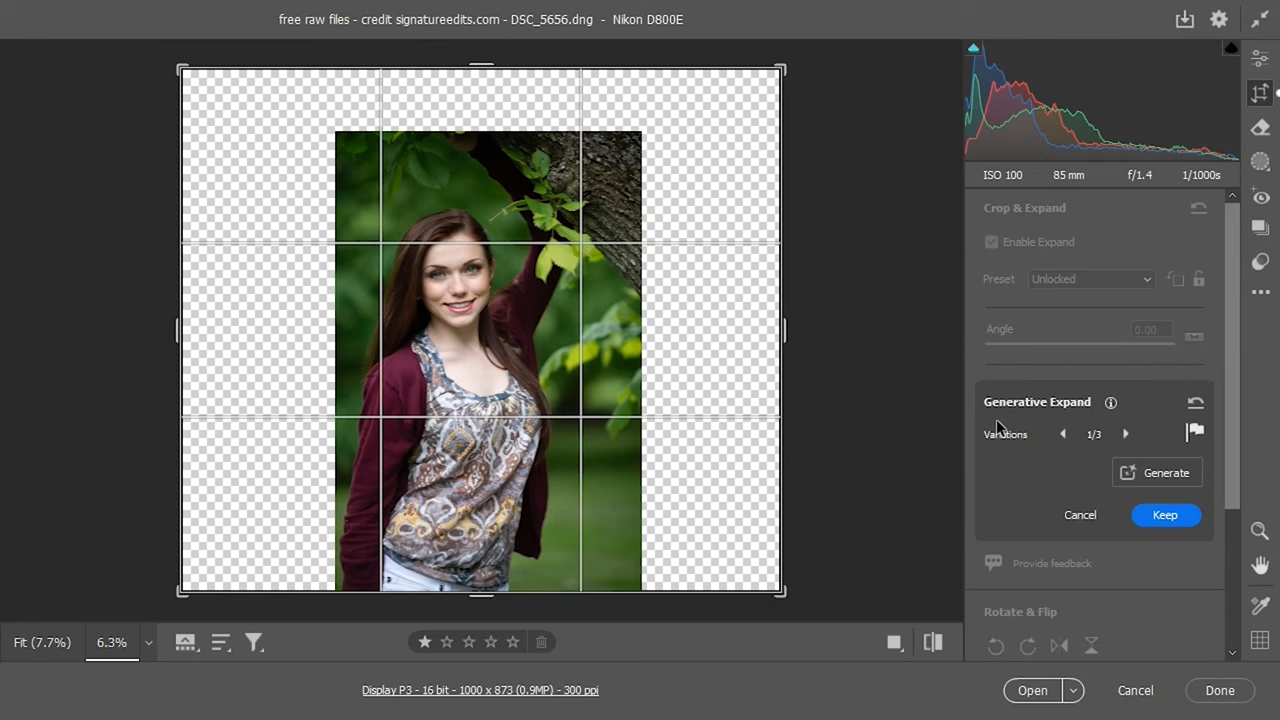 free raw files - credit signatureedits.com - DSC_5656.dng - Nikon D800E
ISO 100 85 mm f/1.4 1/1000s
Crop & Expand
Enable Expand
Preset Unlocked
Angle 0.00
Generative Expand
Variations 1/3
Generate
Cancel Keep
Provide feedback
Rotate & Flip
Fit (7.7%) 6.3%
Display P3 - 16 bit - 1000 x 873 (0.9MP) - 300 ppi
Open Cancel Done